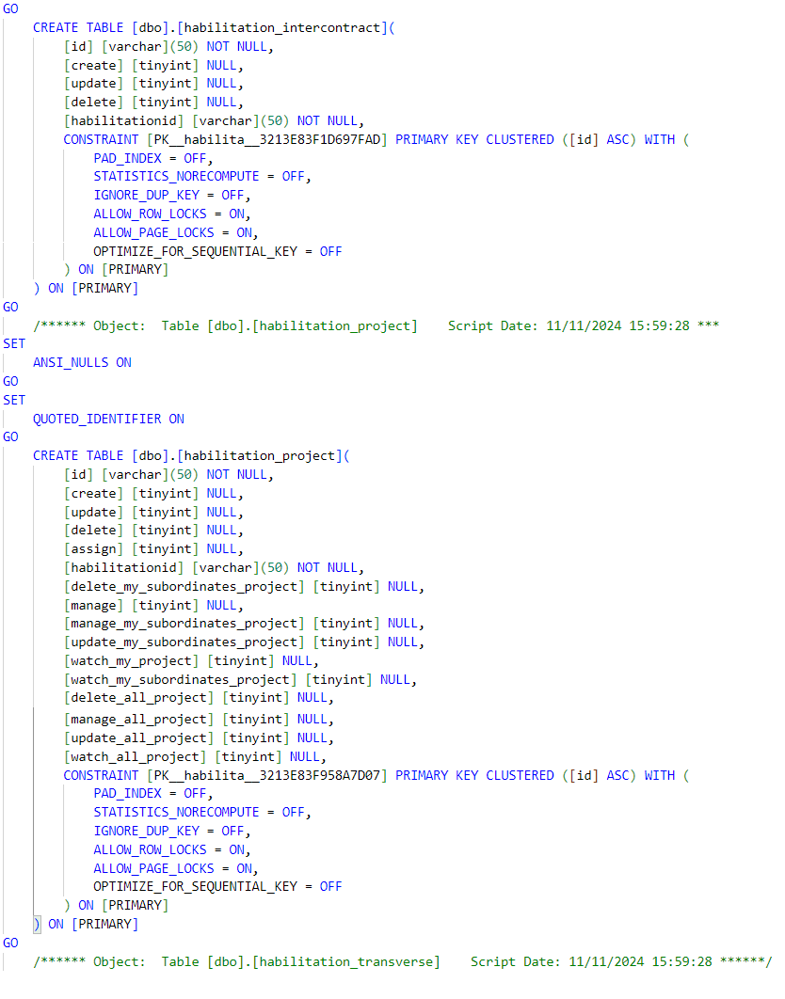 GO
CREATE TABLE [dbo].[habilitation_intercontract](
[id] [varchar](50) NOT NULL,
[create] [tinyint] NULL,
[update] [tinyint] NULL,
[delete] [tinyint] NULL,
[habilitationid] [varchar](50) NOT NULL,
CONSTRAINT [PK__habilita__3213E83F1D697FAD] PRIMARY KEY CLUSTERED ([id] ASC) WITH (
PAD_INDEX = OFF,
STATISTICS_NORECOMPUTE = OFF,
IGNORE_DUP_KEY = OFF,
ALLOW_ROW_LOCKS = ON,
ALLOW_PAGE_LOCKS = ON,
OPTIMIZE_FOR_SEQUENTIAL_KEY = OFF
) ON [PRIMARY]
) ON [PRIMARY]
GO
/****** Object:  Table [dbo].[habilitation_project]    Script Date: 11/11/2024 15:59:28 ***
SET
ANSI_NULLS ON
GO
SET
QUOTED_IDENTIFIER ON
GO
CREATE TABLE [dbo].[habilitation_project](
[id] [varchar](50) NOT NULL,
[create] [tinyint] NULL,
[update] [tinyint] NULL,
[delete] [tinyint] NULL,
[assign] [tinyint] NULL,
[habilitationid] [varchar](50) NOT NULL,
[delete_my_subordinates_project] [tinyint] NULL,
[manage] [tinyint] NULL,
[manage_my_subordinates_project] [tinyint] NULL,
[update_my_subordinates_project] [tinyint] NULL,
[watch_my_project] [tinyint] NULL,
[watch_my_subordinates_project] [tinyint] NULL,
[delete_all_project] [tinyint] NULL,
[manage_all_project] [tinyint] NULL,
[update_all_project] [tinyint] NULL,
[watch_all_project] [tinyint] NULL,
CONSTRAINT [PK__habilita__3213E83F958A7D07] PRIMARY KEY CLUSTERED ([id] ASC) WITH (
PAD_INDEX = OFF,
STATISTICS_NORECOMPUTE = OFF,
IGNORE_DUP_KEY = OFF,
ALLOW_ROW_LOCKS = ON,
ALLOW_PAGE_LOCKS = ON,
OPTIMIZE_FOR_SEQUENTIAL_KEY = OFF
) ON [PRIMARY]
) ON [PRIMARY]
GO
/****** Object:  Table [dbo].[habilitation_transverse]    Script Date: 11/11/2024 15:59:28 ******/